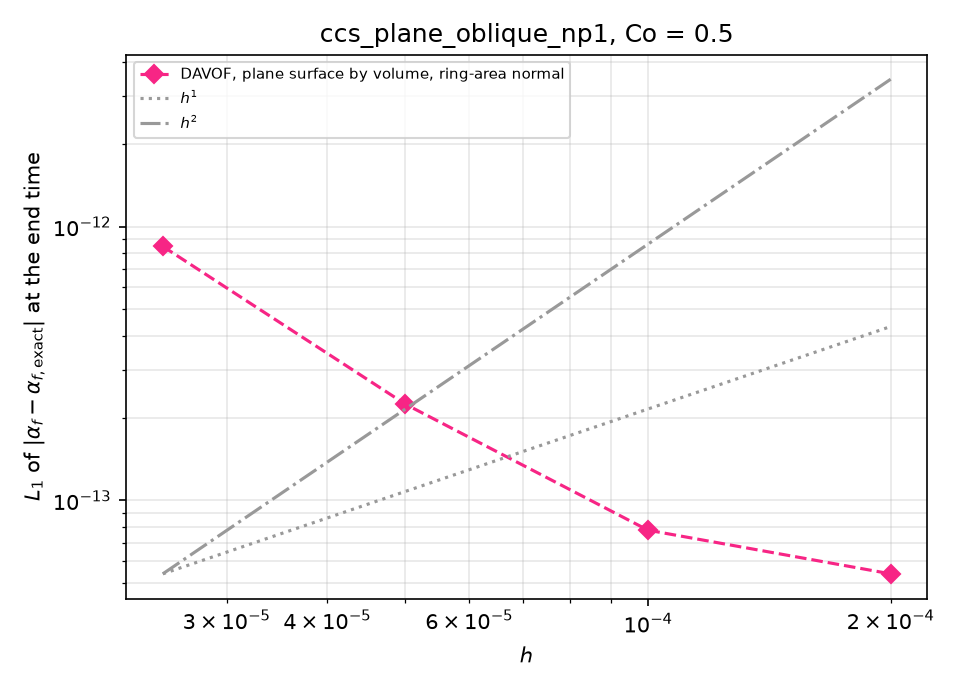 ccs_plane_oblique_np1, Co = 0.5
DAVOF, plane surface by volume, ring-area normal
h¹
h²
L₁ of |α_f − α_{f,exact}| at the end time
10⁻¹²
10⁻¹³
3 × 10⁻⁵ 4 × 10⁻⁵ 6 × 10⁻⁵ 10⁻⁴ 2 × 10⁻⁴
h